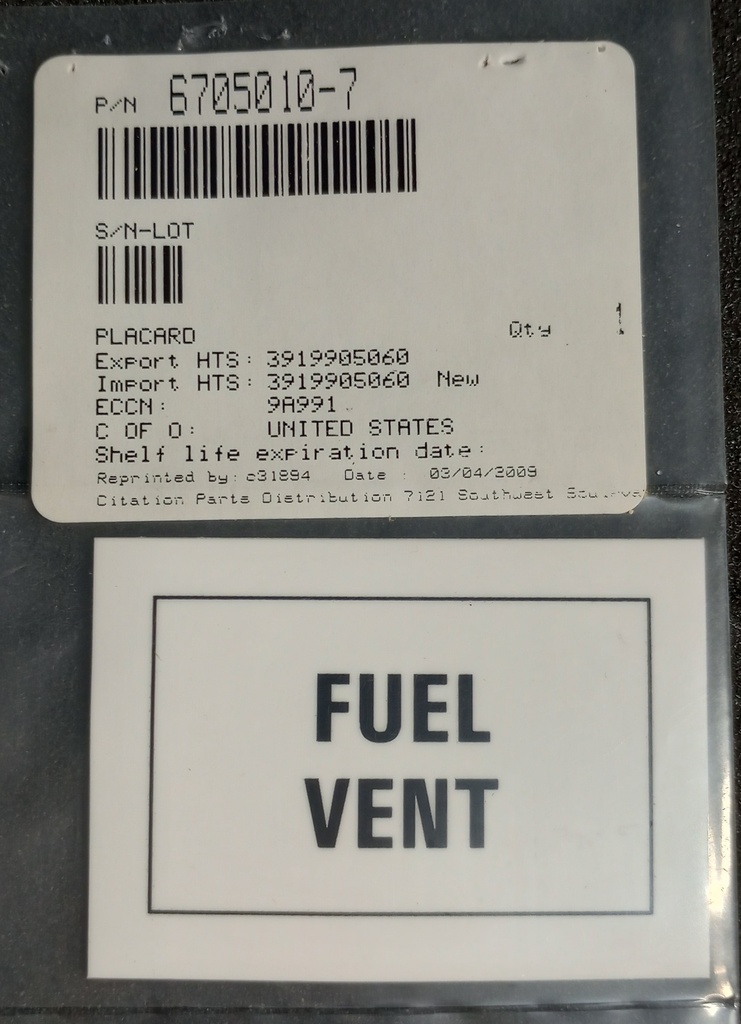 P/N 6705010-7
S/N-LOT
PLACARD Qty 1
Export HTS: 3919905060
Import HTS: 3919905060 New
ECCN: 9A991
C OF O: UNITED STATES
Shelf life expiration date:
Reprinted by: c31894 Date : 03/04/2009
Citation Parts Distribution 7121 Southwest
FUEL
VENT